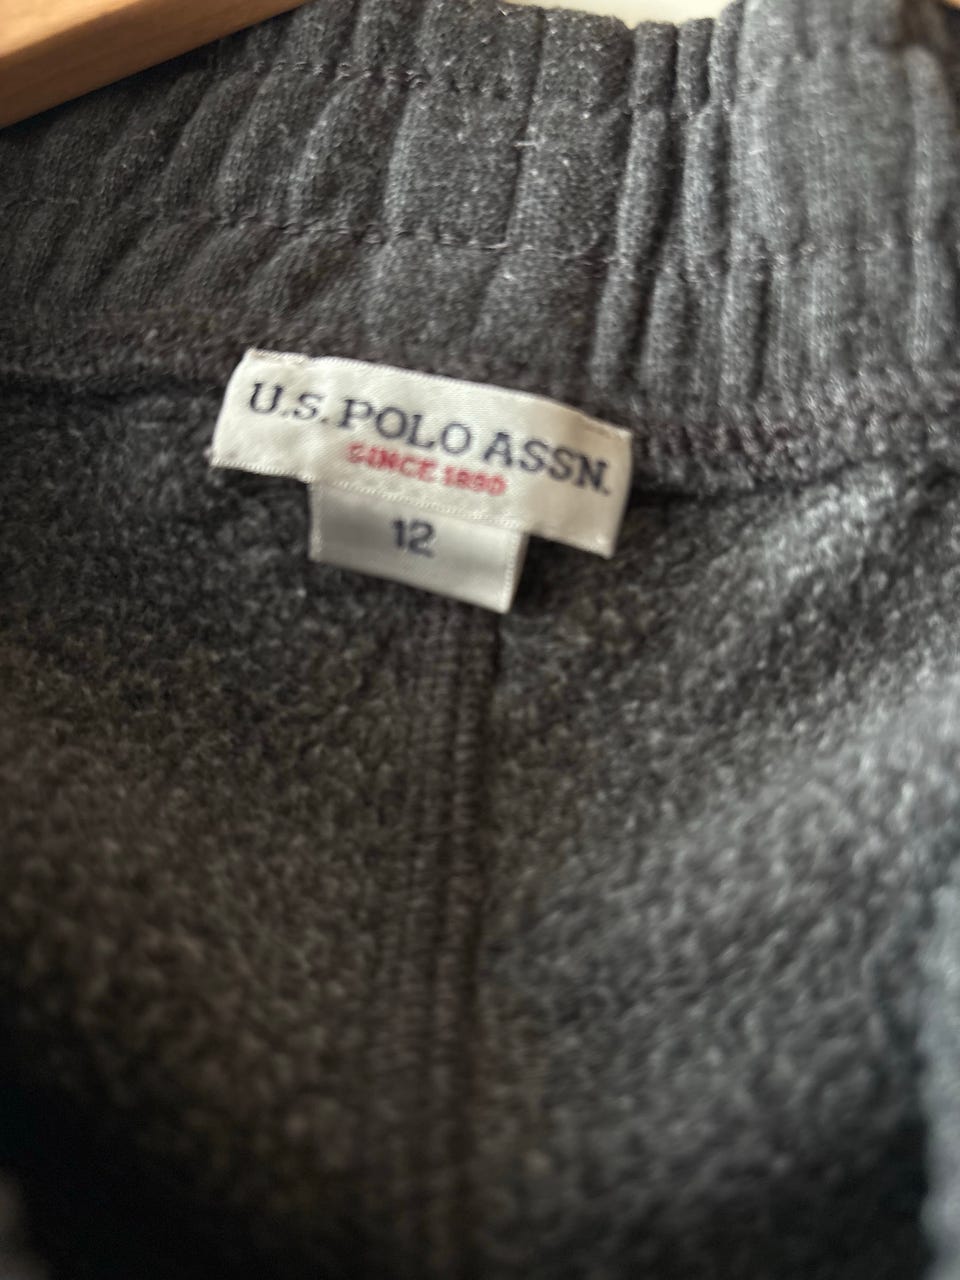 U.S. POLO ASSN.
SINCE 1890
12